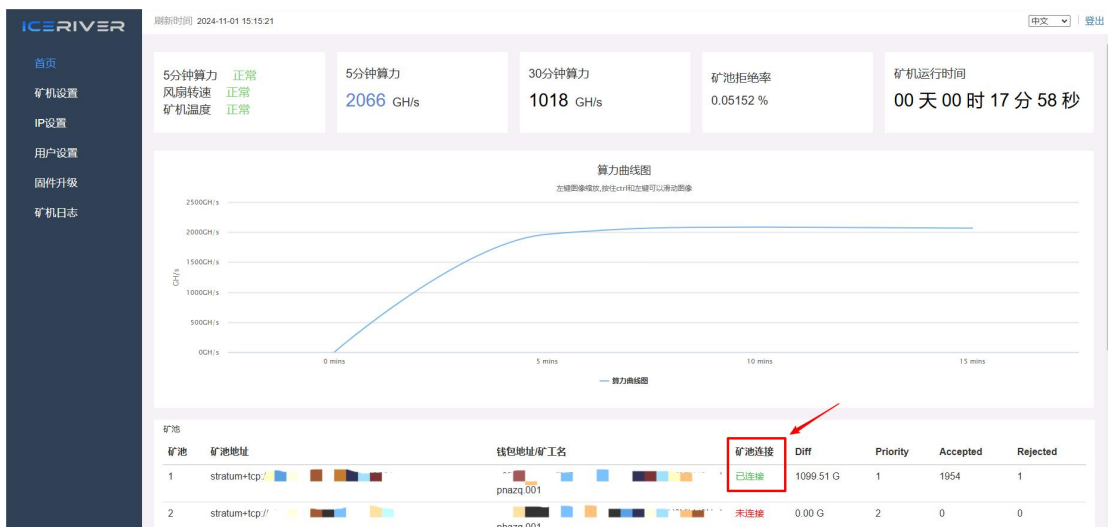 ICERIVER
刷新时间 2024-11-01 15:15:21
中文
登出
首页
矿机设置
IP设置
用户设置
固件升级
矿机日志
5分钟算力 正常
风扇转速 正常
矿机温度 正常
5分钟算力
2066 GH/s
30分钟算力
1018 GH/s
矿池拒绝率
0.05152 %
矿机运行时间
00 天 00 时 17 分 58 秒
算力曲线图
左键图像缩放,按住ctrl和左键可以滑动图像
2500GH/s
2000GH/s
1500GH/s
1000GH/s
500GH/s
0GH/s
GH/s
0 mins 5 mins 10 mins 15 mins
算力曲线图
矿池
矿池 矿池地址 钱包地址/矿工名 矿池连接 Diff Priority Accepted Rejected
1 stratum+tcp:/ pnazq.001 已连接 1099.51 G 1 1954 1
2 stratum+tcp:// 未连接 0.00 G 2 0 0